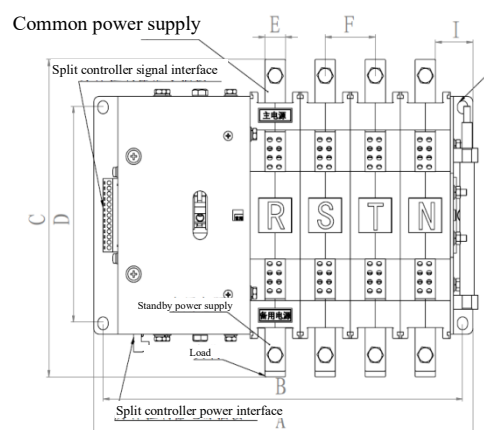 Common power supply
E
F
I
Split controller signal interface
主电源
C
D
R
S
T
N
K
Standby power supply
备用电源
Load
B
Split controller power interface
A